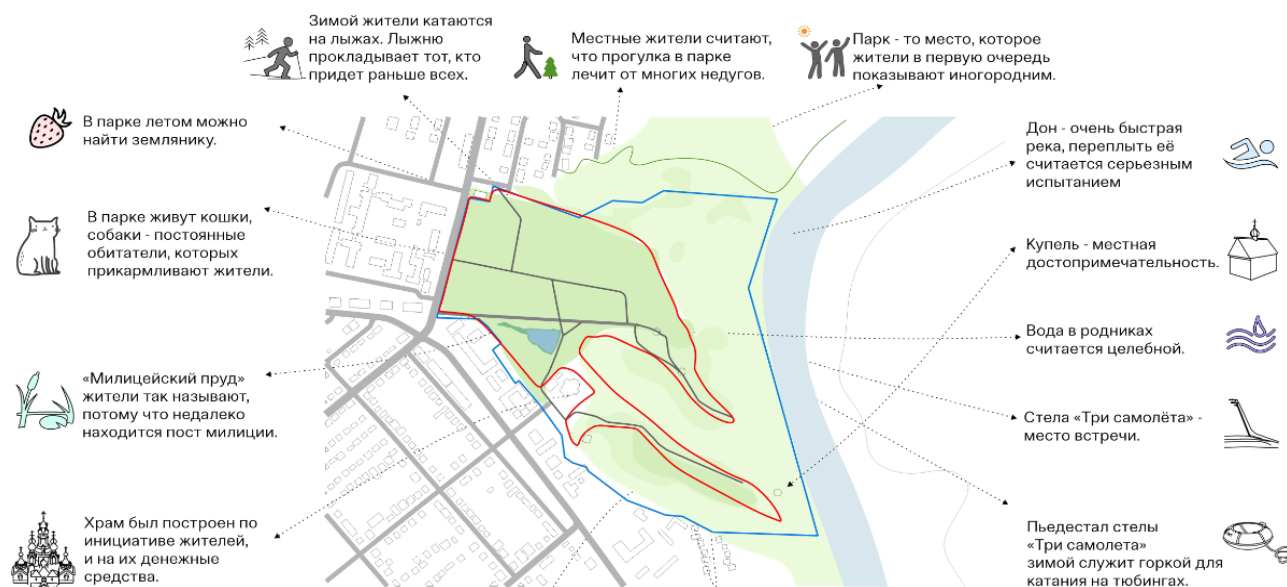 Зимой жители катаются
на лыжах. Лыжню
прокладывает тот, кто
придет раньше всех.
Местные жители считают,
что прогулка в парке
лечит от многих недугов.
Парк - то место, которое
жители в первую очередь
показывают иногородним.
В парке летом можно
найти землянику.
Дон - очень быстрая
река, переплыть её
считается серьезным
испытанием
В парке живут кошки,
собаки - постоянные
обитатели, которых
прикармливают жители.
Купель - местная
достопримечательность.
Вода в родниках
считается целебной.
«Милицейский пруд»
жители так называют,
потому что недалеко
находится пост милиции.
Стела «Три самолёта» -
место встречи.
Храм был построен по
инициативе жителей,
и на их денежные
средства.
Пьедестал стелы
«Три самолета»
зимой служит горкой для
катания на тюбингах.